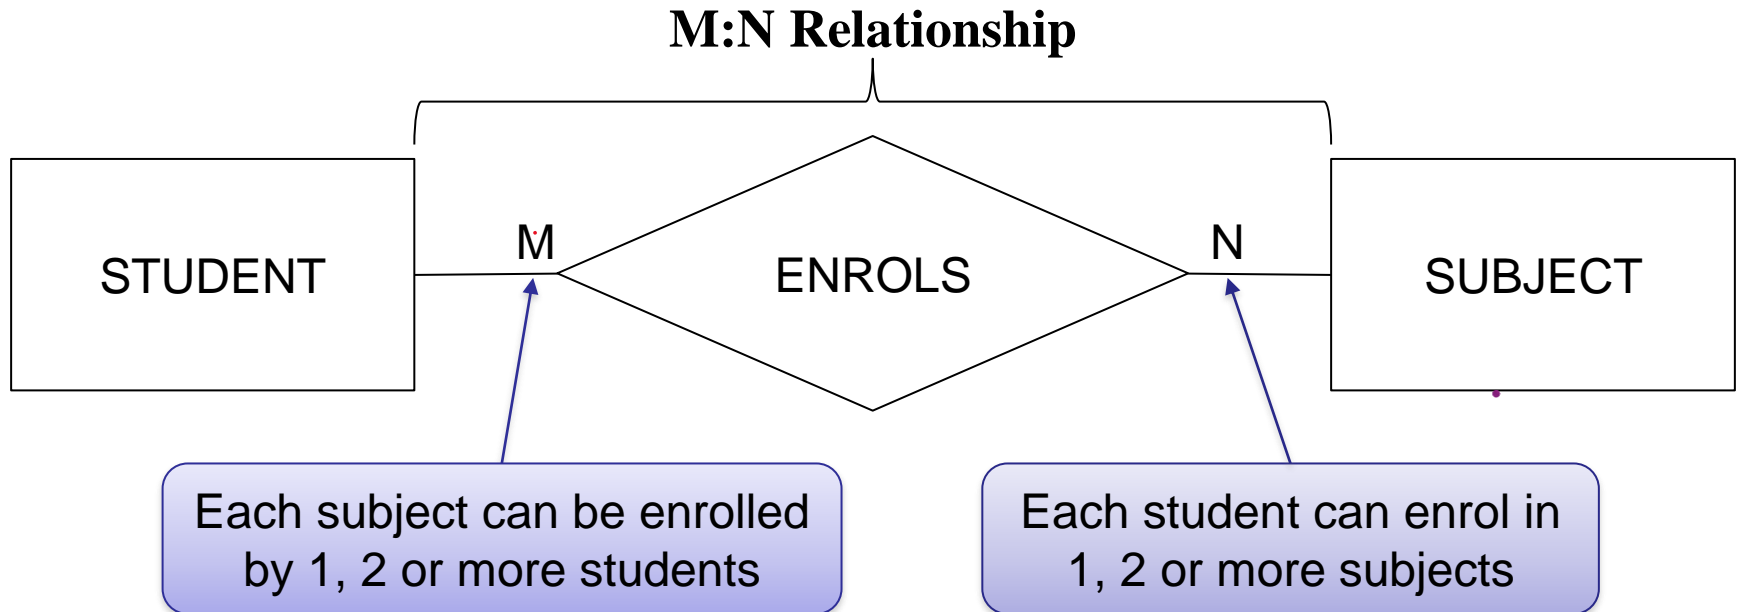 M:N Relationship
STUDENT
M
ENROLS
N
SUBJECT
Each subject can be enrolled
by 1, 2 or more students
Each student can enrol in
1, 2 or more subjects